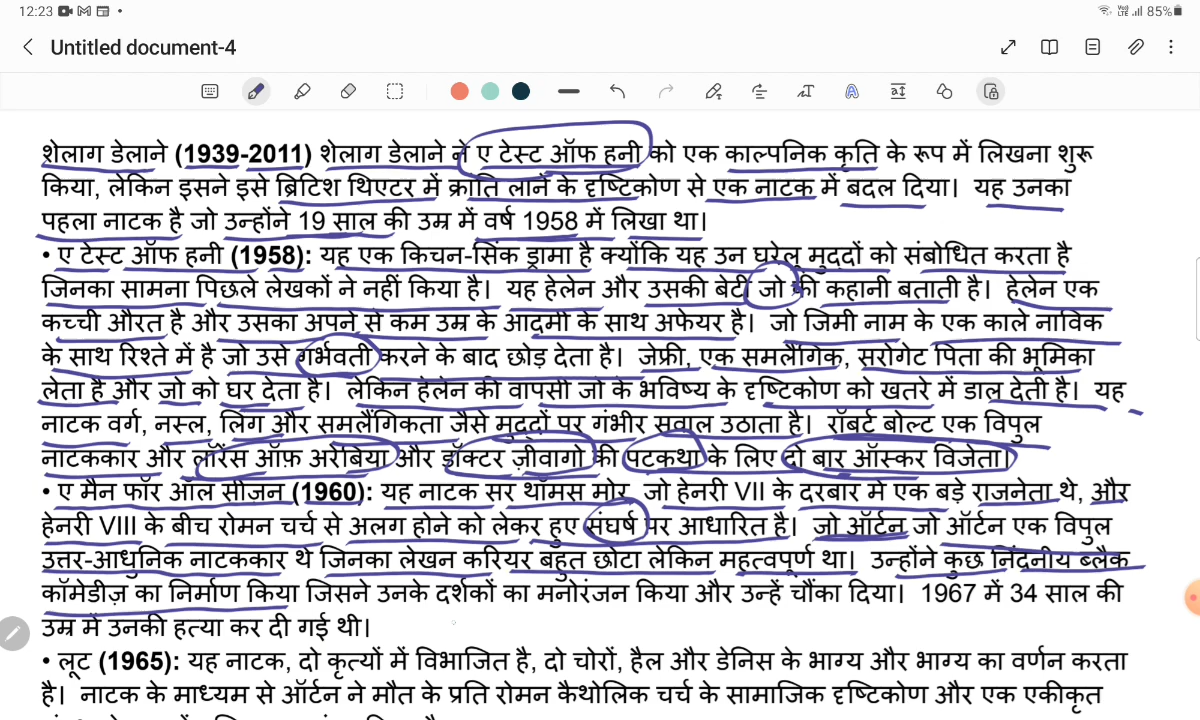 12:23
85%
Untitled document-4
शेलाग डेलाने (1939-2011) शेलाग डेलाने ने ए टेस्ट ऑफ हनी को एक काल्पनिक कृति के रूप में लिखना शुरू
किया, लेकिन इसने इसे ब्रिटिश थिएटर में क्रांति लाने के दृष्टिकोण से एक नाटक में बदल दिया। यह उनका
पहला नाटक है जो उन्होंने 19 साल की उम्र में वर्ष 1958 में लिखा था।
• ए टेस्ट ऑफ हनी (1958): यह एक किचन-सिंक ड्रामा है क्योंकि यह उन घरेलू मुद्दों को संबोधित करता है
जिनका सामना पिछले लेखकों ने नहीं किया है। यह हेलेन और उसकी बेटी जो की कहानी बताती है। हेलेन एक
कच्ची औरत है और उसका अपने से कम उम्र के आदमी के साथ अफेयर है। जो जिमी नाम के एक काले नाविक
के साथ रिश्ते में है जो उसे गर्भवती करने के बाद छोड़ देता है। जेफ्री, एक समलैंगिक, सरोगेट पिता की भूमिका
लेता है और जो को घर देता है। लेकिन हेलेन की वापसी जो के भविष्य के दृष्टिकोण को खतरे में डाल देती है। यह
नाटक वर्ग, नस्ल, लिंग और समलैंगिकता जैसे मुद्दों पर गंभीर सवाल उठाता है। रॉबर्ट बोल्ट एक विपुल
नाटककार और लॉरेंस ऑफ़ अरेबिया और डॉक्टर ज़ीवागो की पटकथा के लिए दो बार ऑस्कर विजेता।
• ए मैन फॉर ऑल सीजन (1960): यह नाटक सर थॉमस मोर, जो हेनरी VII के दरबार में एक बड़े राजनेता थे, और
हेनरी VIII के बीच रोमन चर्च से अलग होने को लेकर हुए संघर्ष पर आधारित है। जो ऑर्टन जो ऑर्टन एक विपुल
उत्तर-आधुनिक नाटककार थे जिनका लेखन करियर बहुत छोटा लेकिन महत्वपूर्ण था। उन्होंने कुछ निंदनीय ब्लैक
कॉमेडीज़ का निर्माण किया जिसने उनके दर्शकों का मनोरंजन किया और उन्हें चौंका दिया। 1967 में 34 साल की
उम्र में उनकी हत्या कर दी गई थी।
• लूट (1965): यह नाटक, दो कृत्यों में विभाजित है, दो चोरों, हैल और डेनिस के भाग्य और भाग्य का वर्णन करता
है। नाटक के माध्यम से ऑर्टन ने मौत के प्रति रोमन कैथोलिक चर्च के सामाजिक दृष्टिकोण और एक एकीकृत